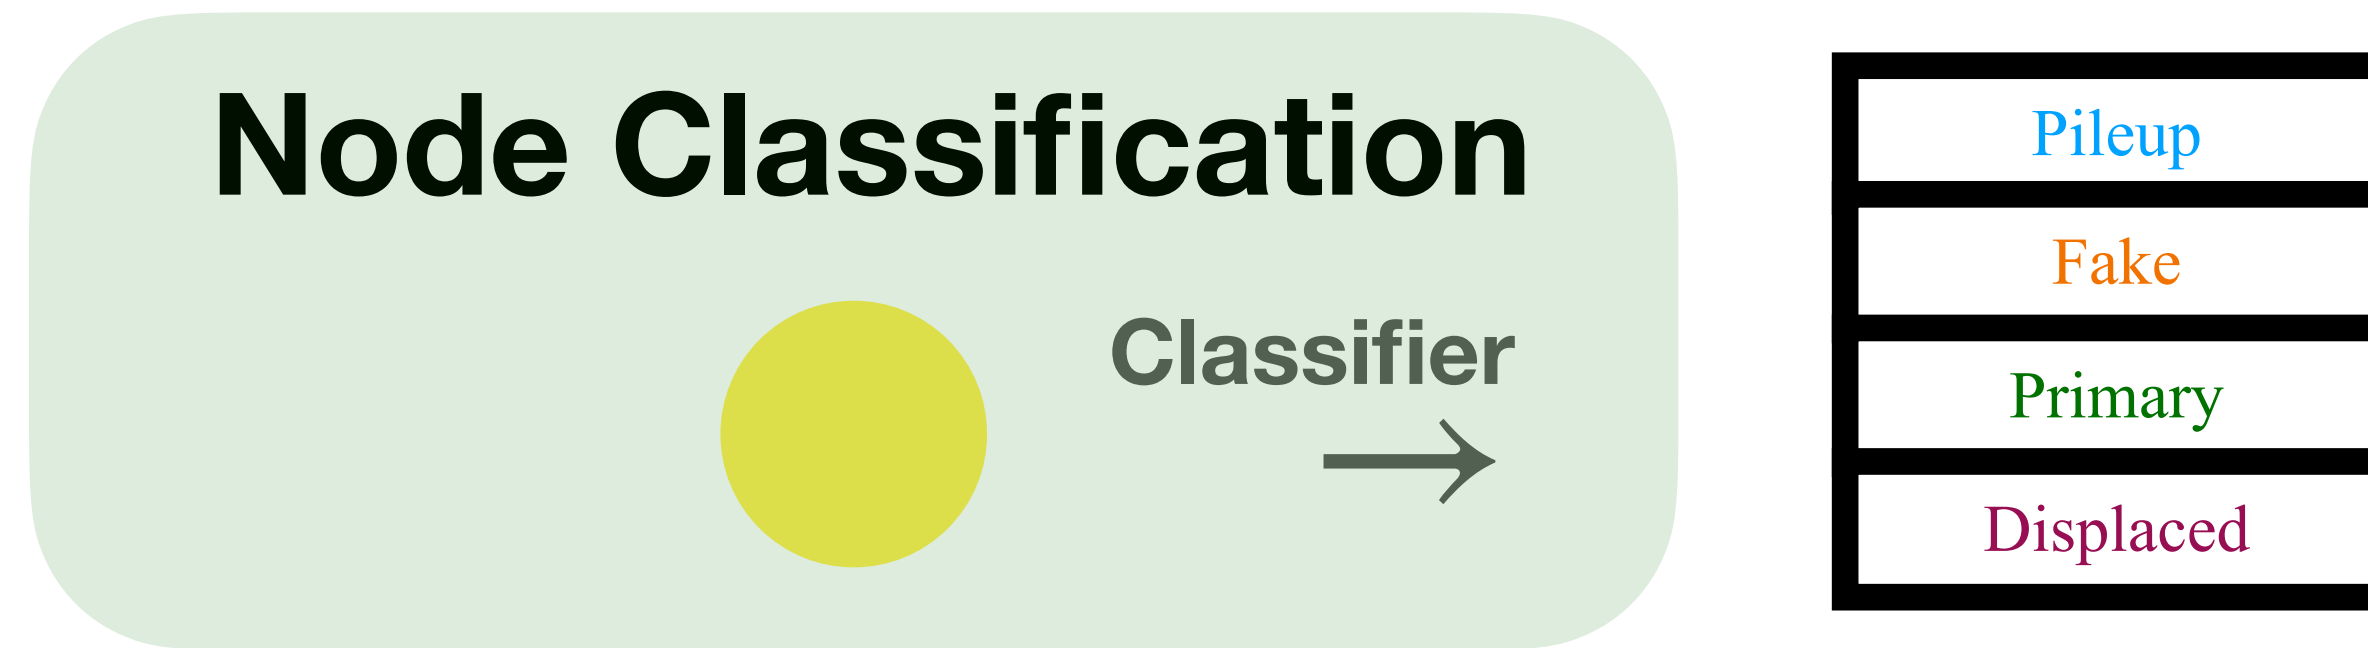 Node Classification
Classifier
Pileup
Fake
Primary
Displaced